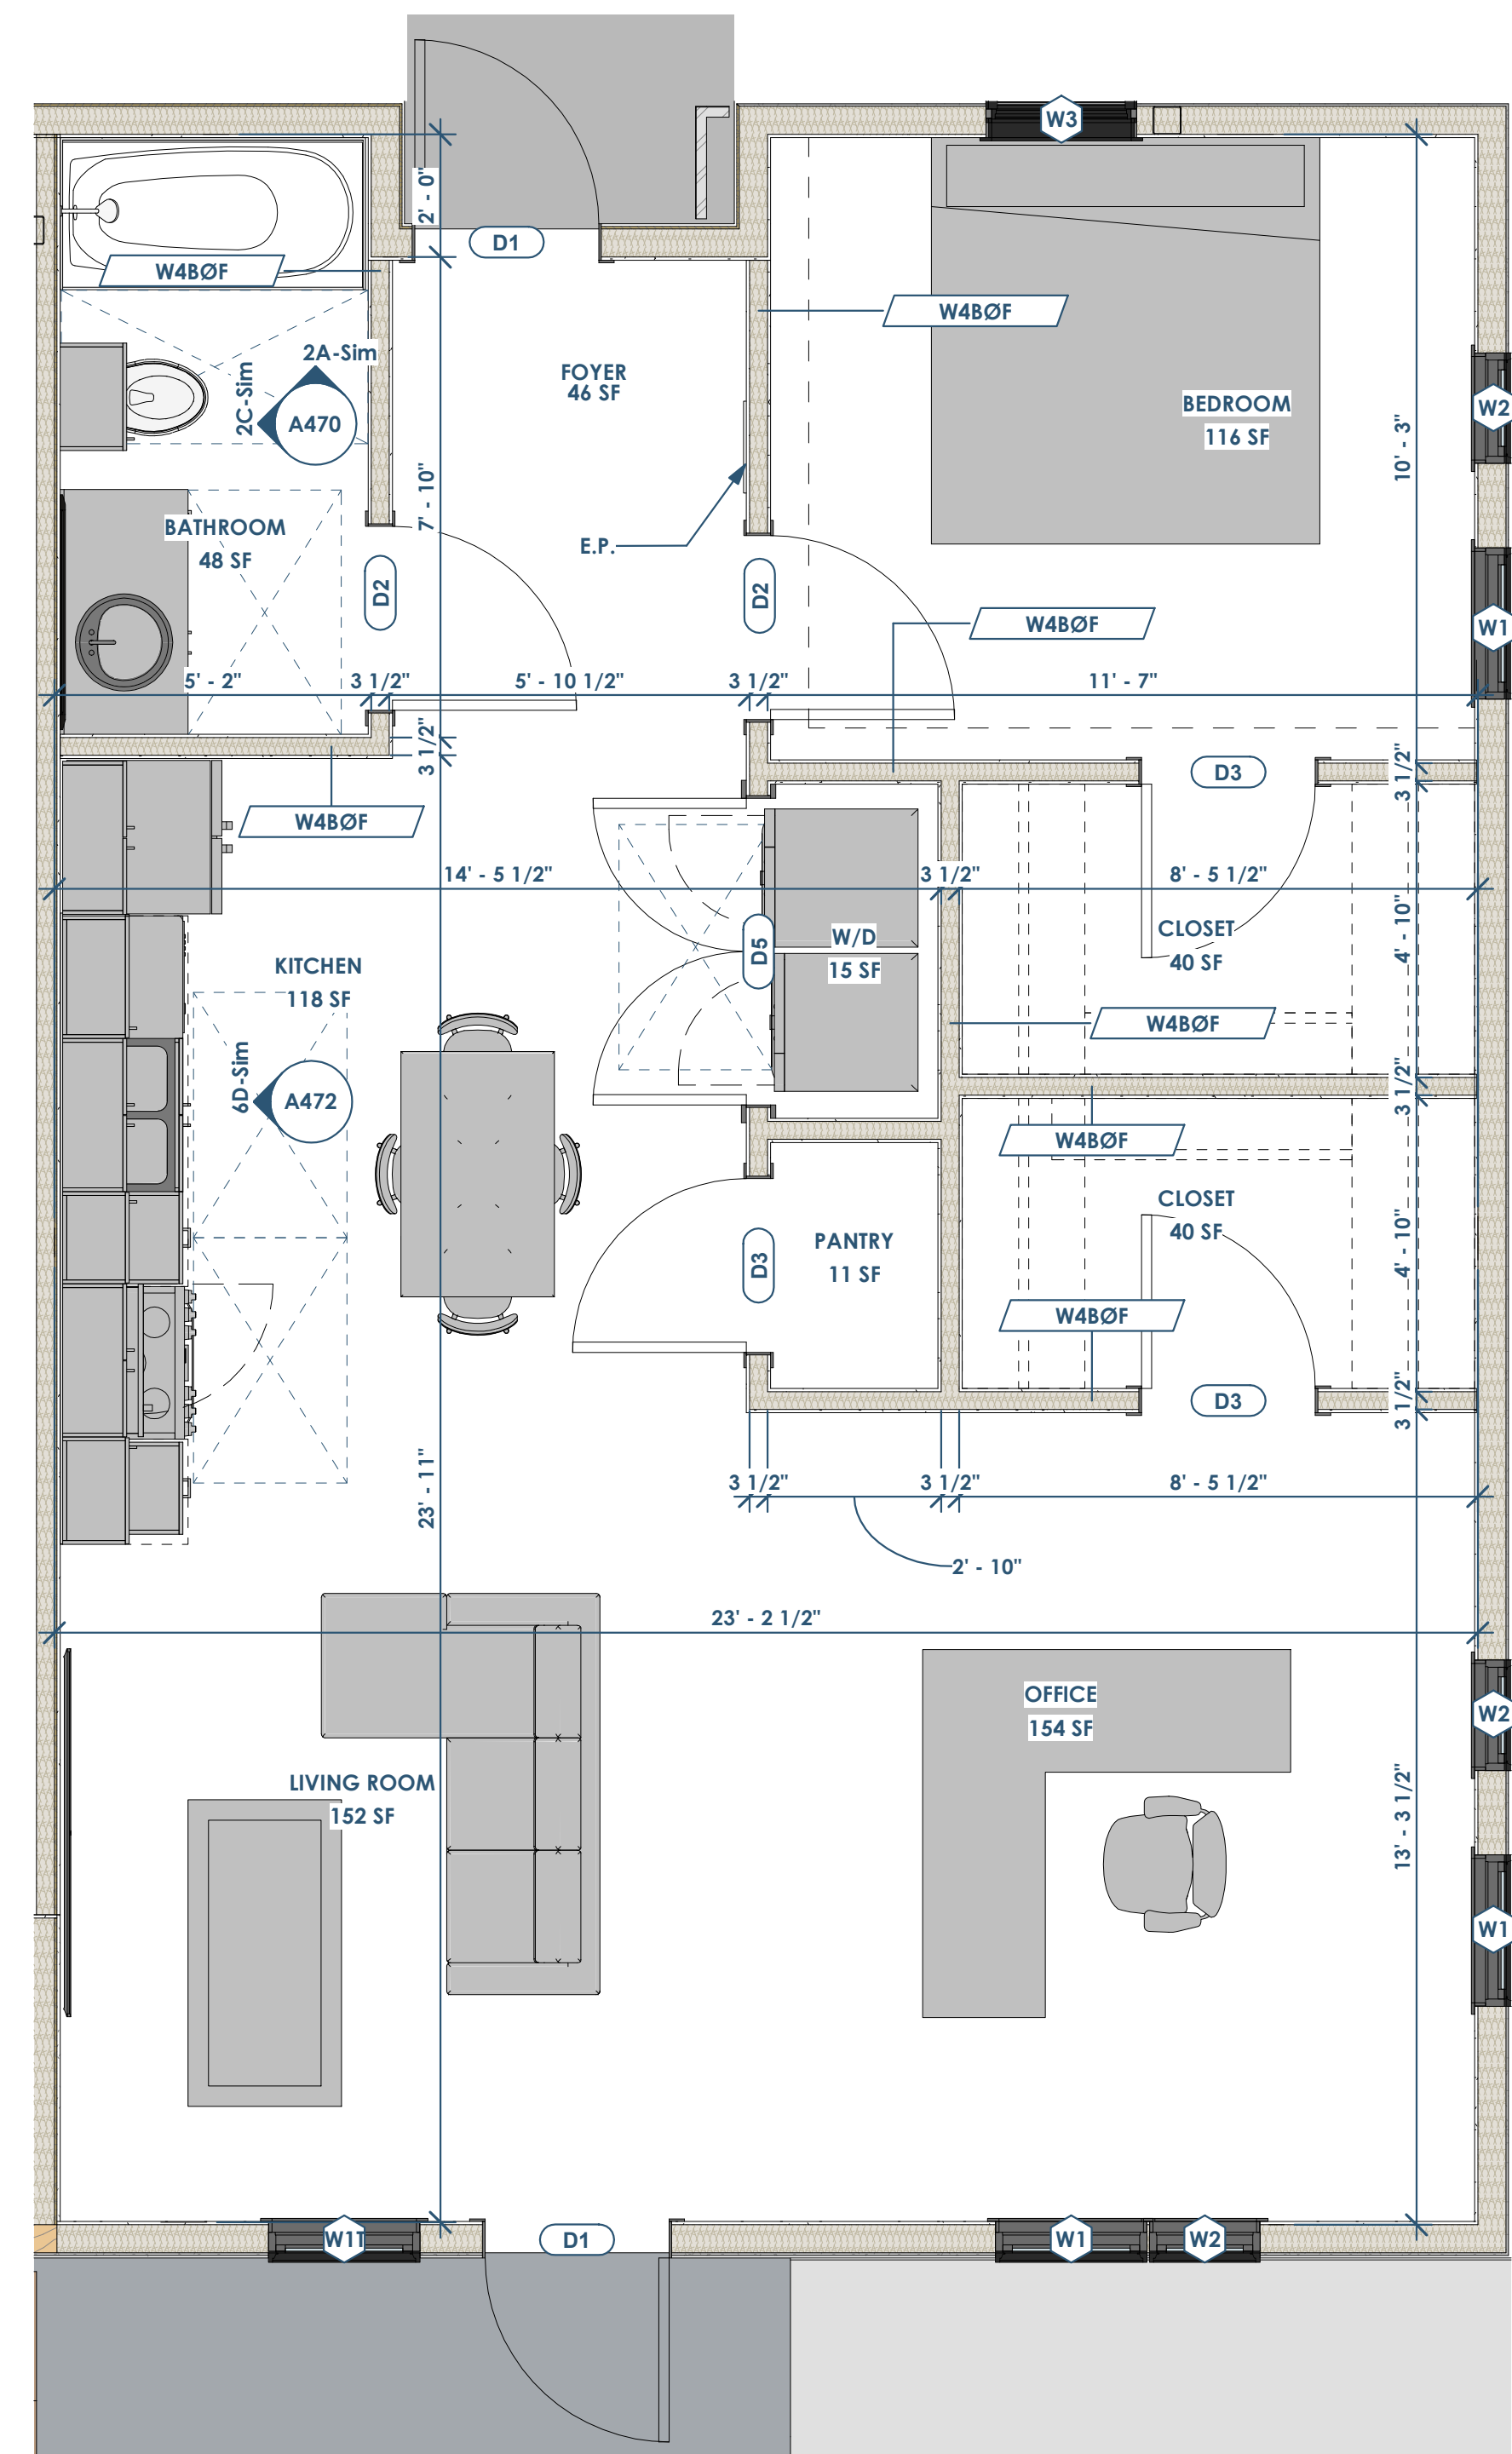 W3
2' - 0"
D1
W4BØF
W4BØF
2A-Sim
2C-Sim
A470
FOYER
46 SF
BEDROOM
116 SF
W2
10' - 3"
7' - 10"
BATHROOM
48 SF
E.P.
D2
D2
W4BØF
W1
5' - 2"
3 1/2"
5' - 10 1/2"
3 1/2"
11' - 7"
3 1/2"
D3
3 1/2"
W4BØF
14' - 5 1/2"
3 1/2"
8' - 5 1/2"
D5
W/D
15 SF
CLOSET
40 SF
4' - 10"
KITCHEN
118 SF
W4BØF
6D-Sim
A472
3 1/2"
W4BØF
CLOSET
40 SF
4' - 10"
D3
PANTRY
11 SF
W4BØF
D3
3 1/2"
23' - 11"
3 1/2"
3 1/2"
8' - 5 1/2"
2' - 10"
23' - 2 1/2"
OFFICE
154 SF
W2
LIVING ROOM
152 SF
13' - 3 1/2"
W1
W1T
D1
W1
W2